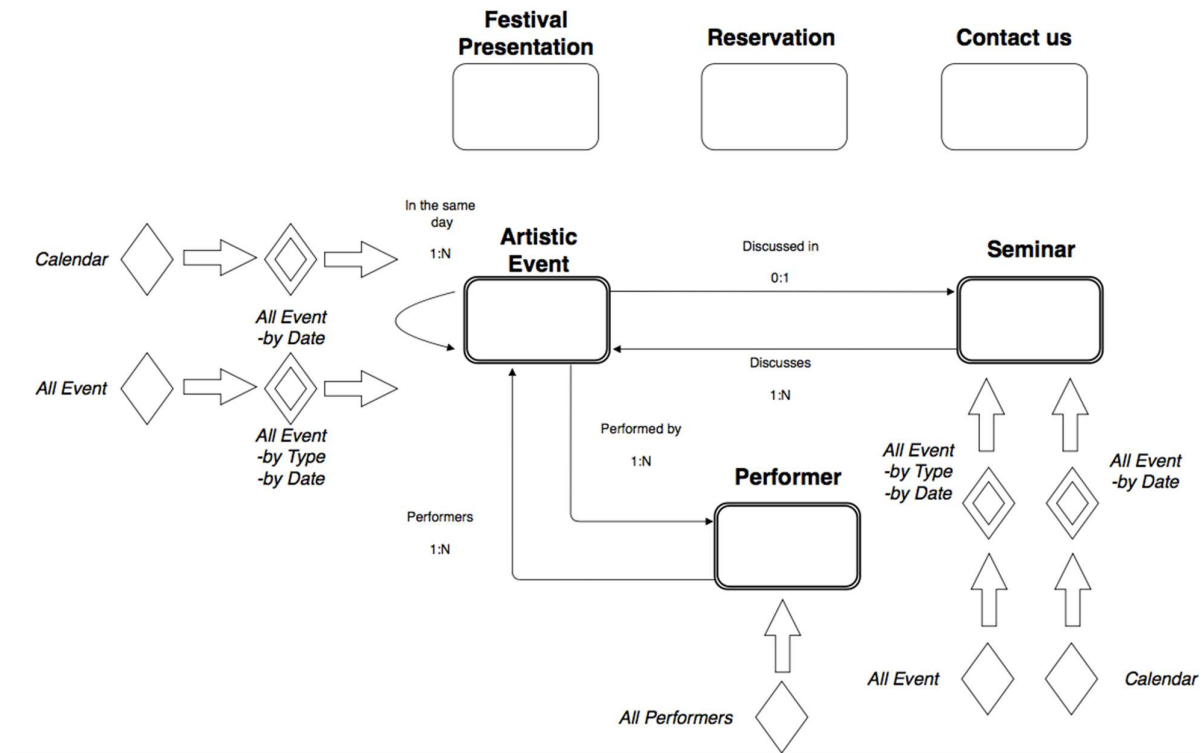 Festival
Presentation
Reservation
Contact us
In the same
day
1:N
Calendar
Artistic
Event
Discussed in
0:1
Seminar
All Event
-by Date
Discusses
1:N
All Event
All Event
-by Type
-by Date
Performed by
1:N
Performer
All Event
-by Type
-by Date
All Event
-by Date
Performers
1:N
All Event
Calendar
All Performers